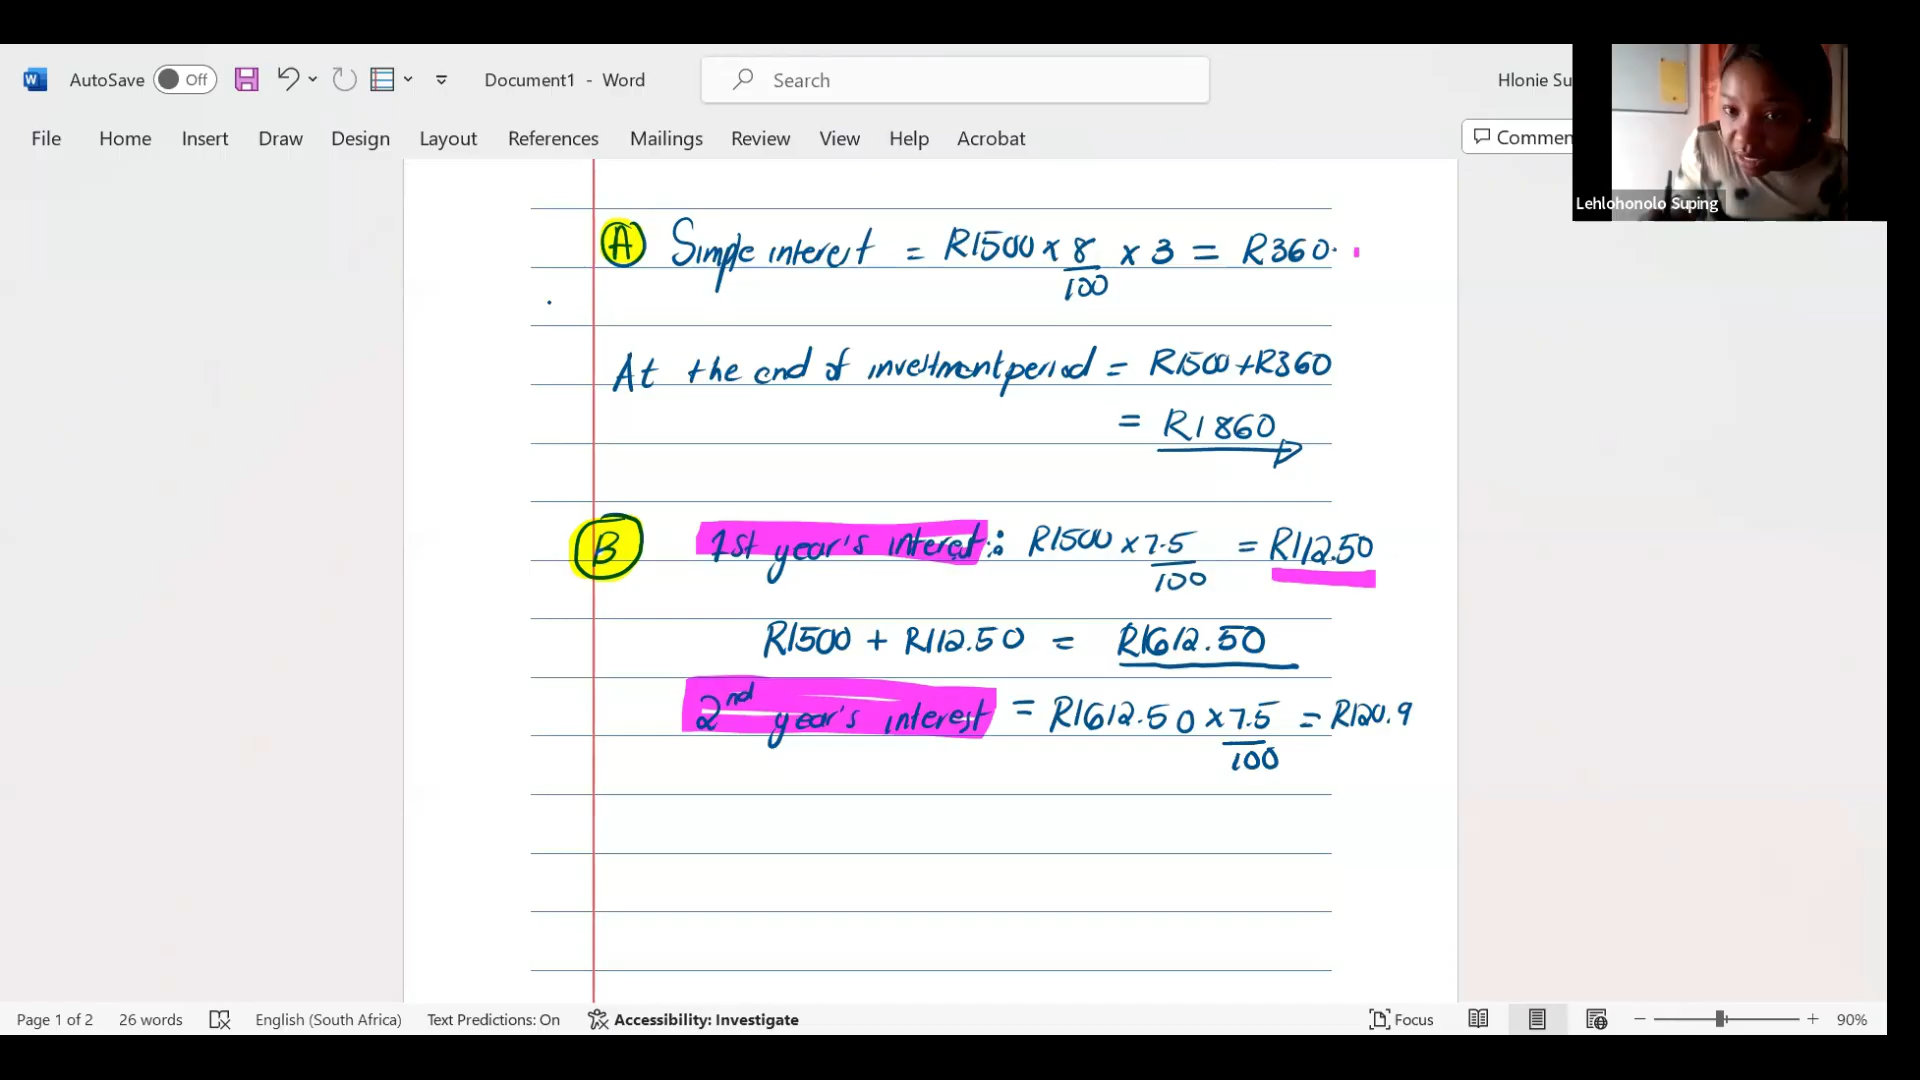 AutoSave Off Document1 - Word Search Hlonie Su
File Home Insert Draw Design Layout References Mailings Review View Help Acrobat Commen
Lehlohonolo Suping
A Simple interest = R1500 x 8/100 x 3 = R360.
At the end of investment period = R1500 + R360
= R1860
B 1st year's interest: R1500 x 7.5/100 = R112.50
R1500 + R112.50 = R1612.50
2nd year's interest = R1612.50 x 7.5/100 = R120.9
Page 1 of 2 26 words English (South Africa) Text Predictions: On Accessibility: Investigate Focus 90%